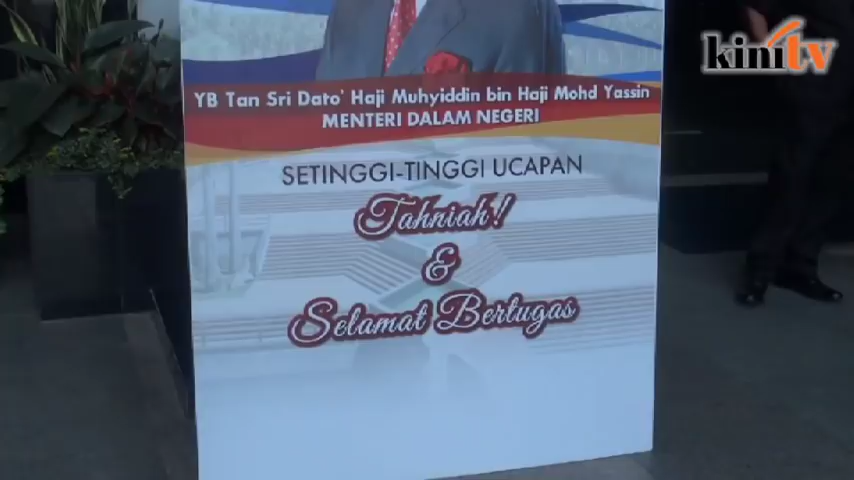 kinitv
YB Tan Sri Dato' Haji Muhyiddin bin Haji Mohd Yassin
MENTERI DALAM NEGERI
SETINGGI-TINGGI UCAPAN
Tahniah!
&
Selamat Bertugas